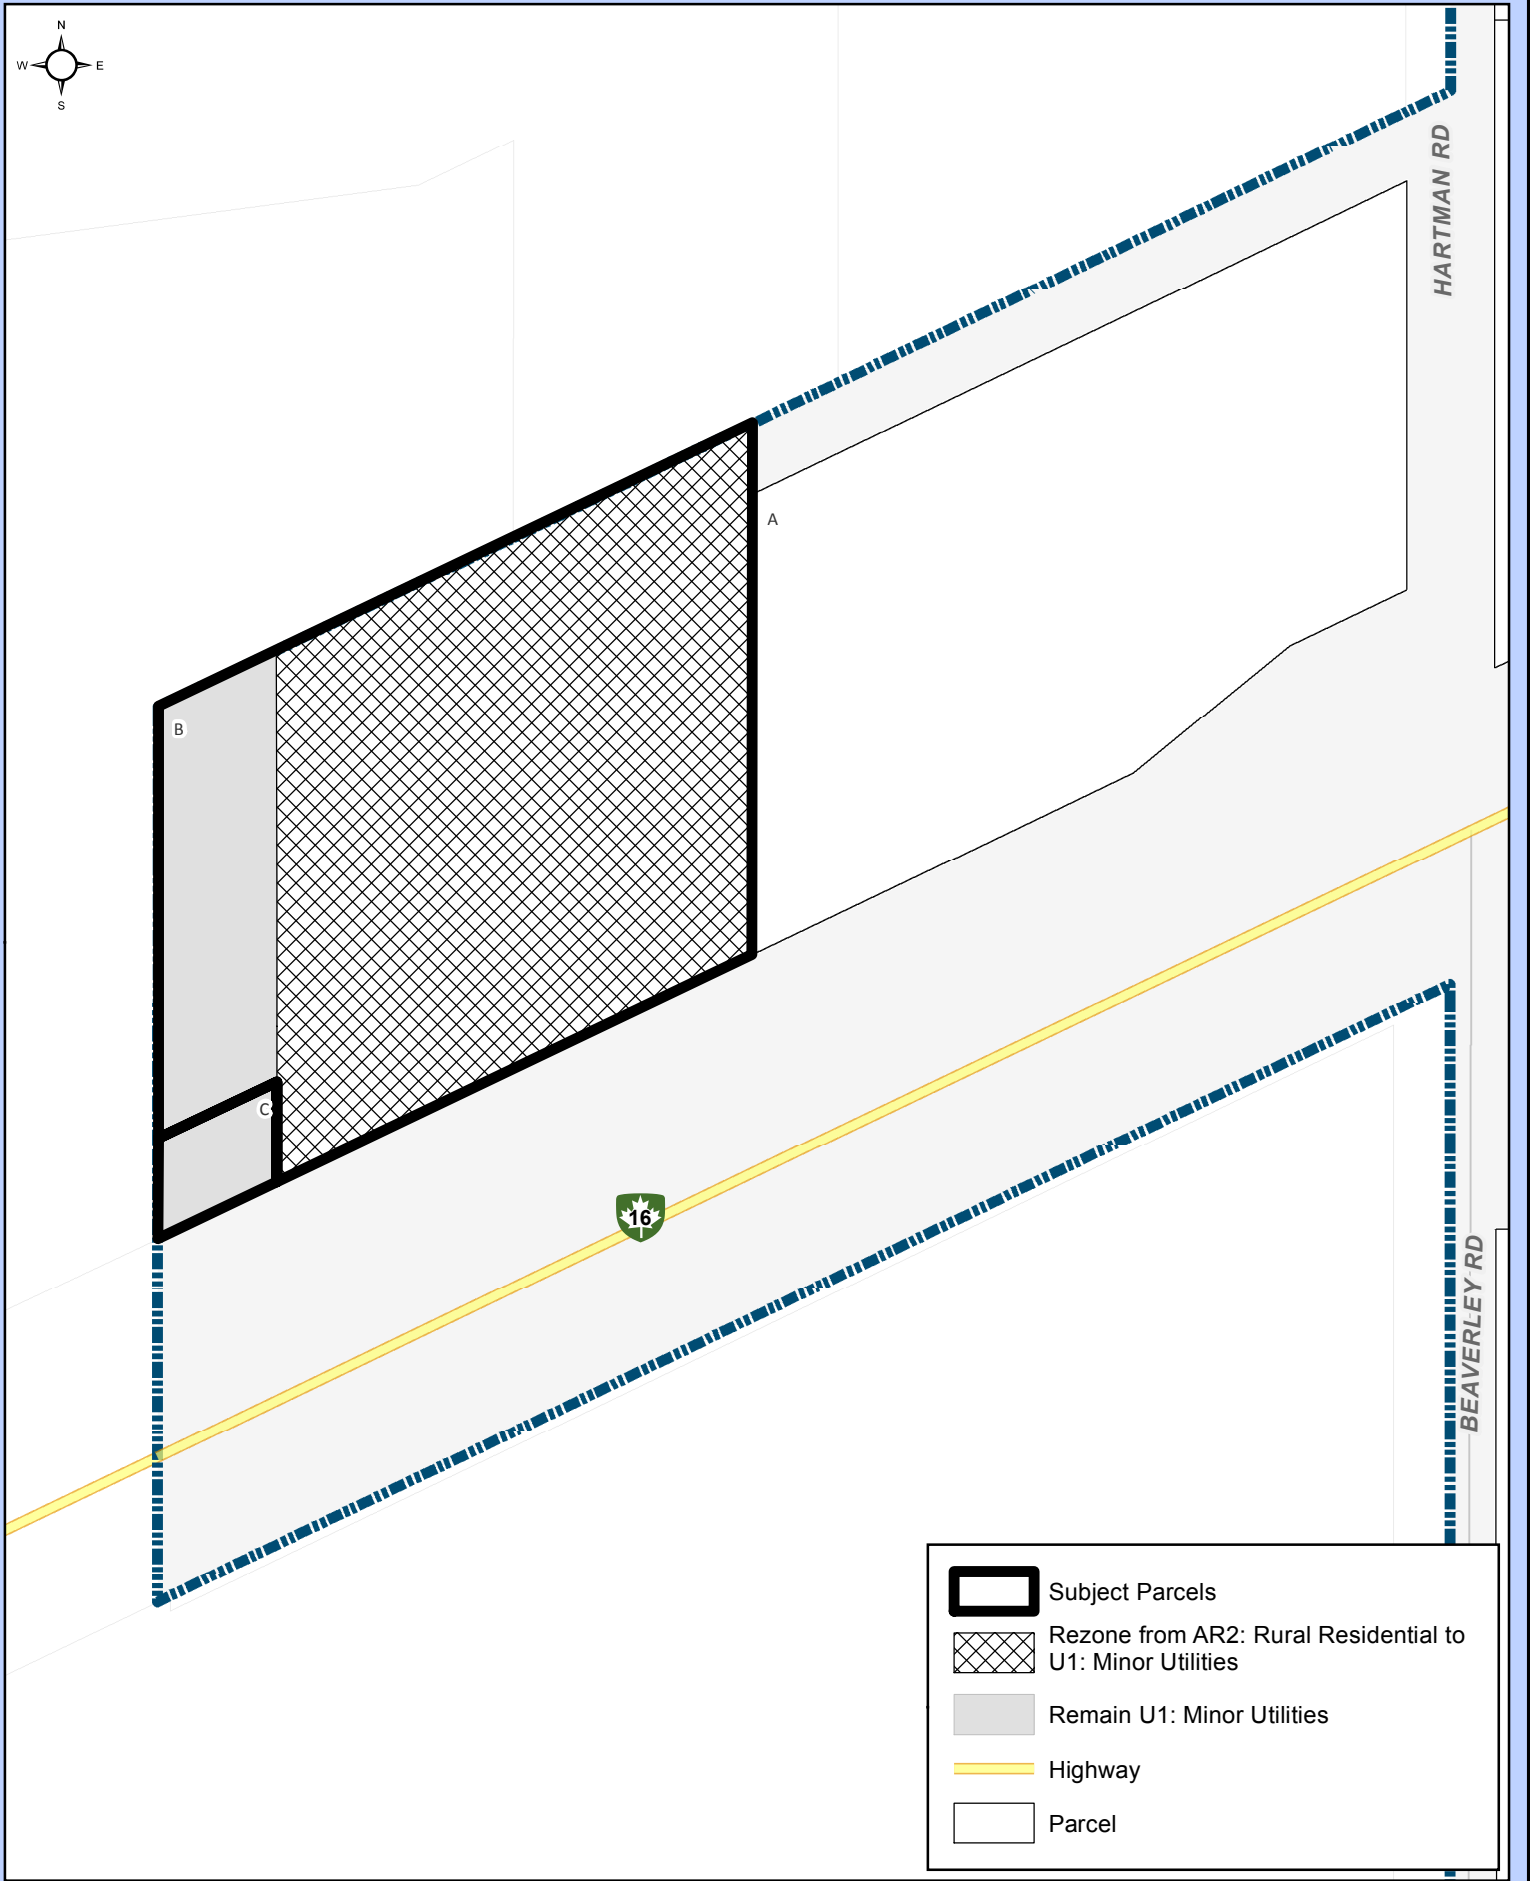 N
W E
S
HARTMAN RD
A
B
C
16
BEAVERLEY RD
Subject Parcels
Rezone from AR2: Rural Residential to
U1: Minor Utilities
Remain U1: Minor Utilities
Highway
Parcel